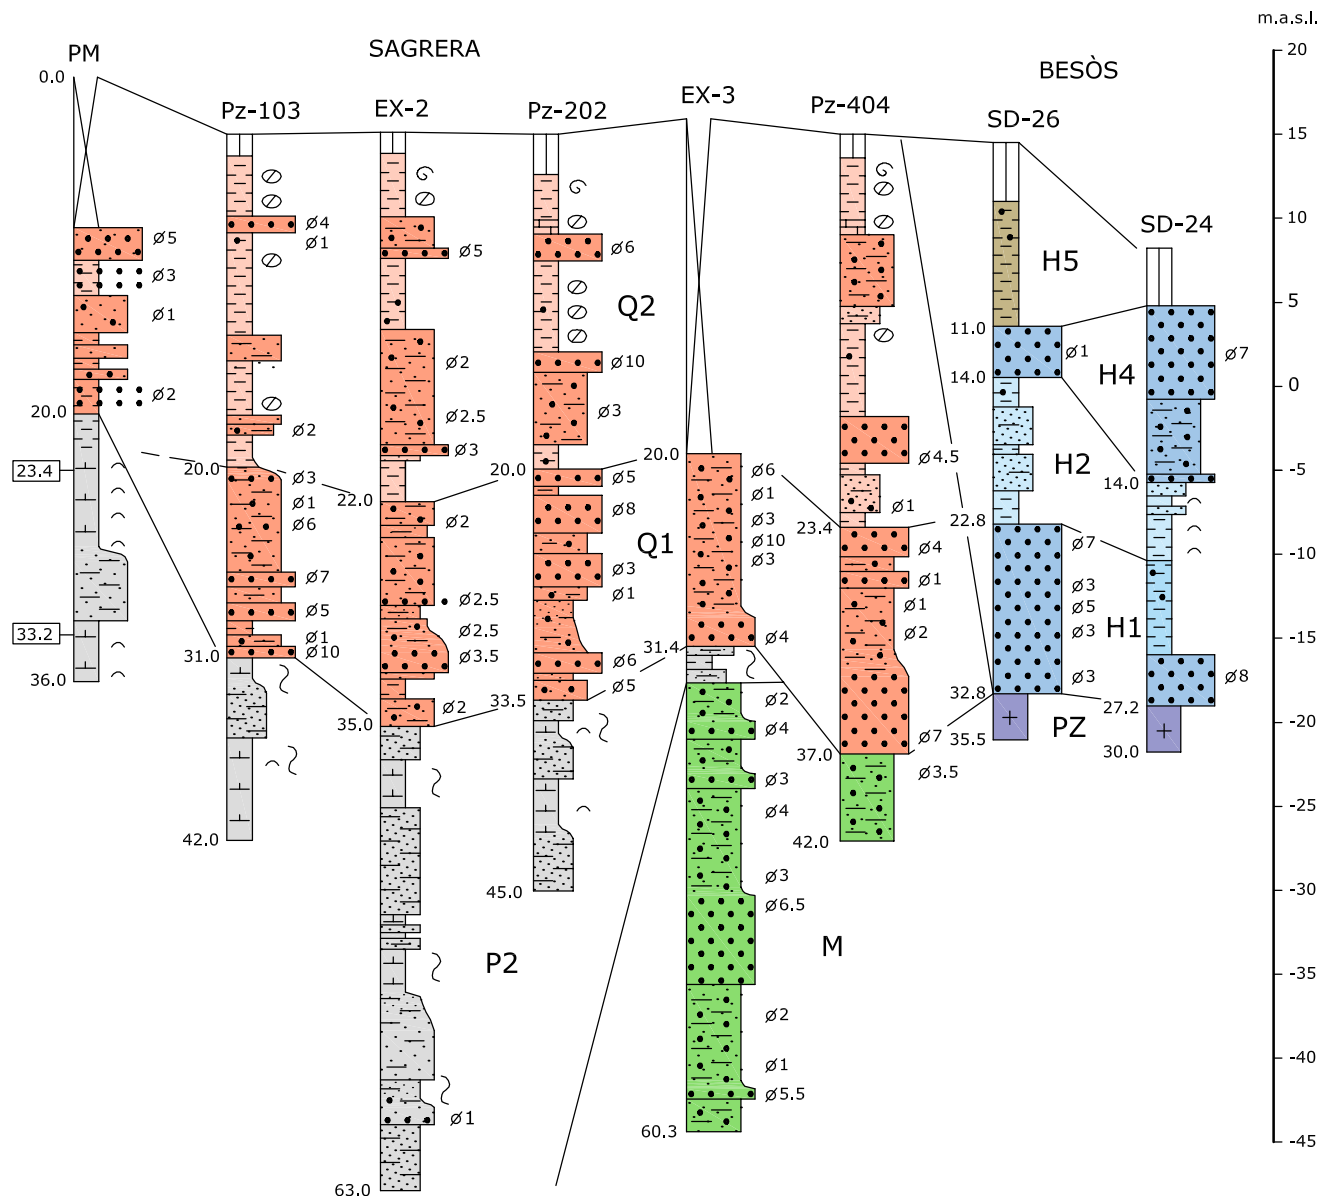 m.a.s.l.
SAGRERA
BESÒS
PM
Pz-103
EX-2
Pz-202
EX-3
Pz-404
SD-26
SD-24
20
15
10
5
0
-5
-10
-15
-20
-25
-30
-35
-40
-45
0.0
ø5
ø3
ø1
ø2
20.0
23.4
33.2
36.0
ø4
ø1
ø2
20.0
ø3
ø1
ø6
ø7
ø5
ø1
ø10
31.0
42.0
ø5
ø2
ø2.5
ø3
22.0
ø2
ø2.5
ø2.5
ø3.5
ø2
35.0
ø1
63.0
P2
ø6
Q2
ø10
ø3
20.0
ø5
ø8
Q1
ø3
ø1
ø6
ø5
33.5
45.0
20.0
ø6
ø1
ø3
ø10
ø3
ø4
31.4
ø2
ø4
ø3
ø4
ø3
ø6.5
M
ø2
ø1
ø5.5
60.3
ø4.5
ø1
23.4
ø4
ø1
ø1
ø2
ø7
37.0
ø3.5
42.0
H5
11.0
ø1
14.0
H4
H2
22.8
ø7
ø3
ø5
ø3
H1
ø3
32.8
PZ
35.5
ø7
14.0
ø8
27.2
30.0